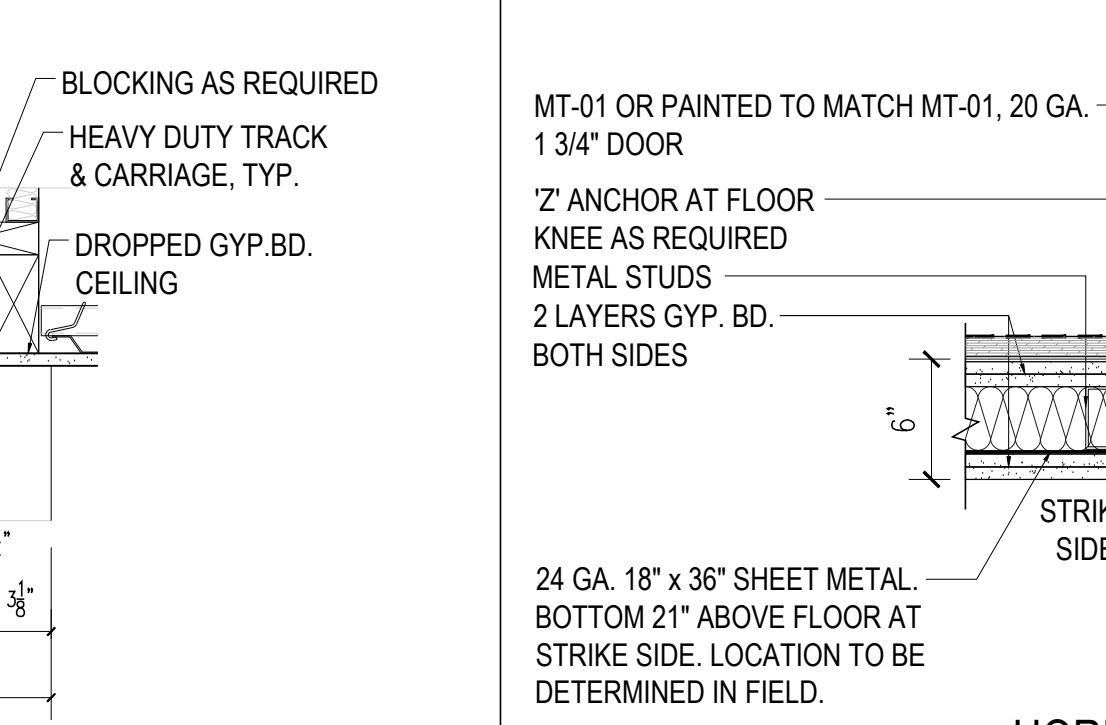 BLOCKING AS REQUIRED
HEAVY DUTY TRACK
& CARRIAGE, TYP.
DROPPED GYP.BD.
CEILING
3 1/8"
MT-01 OR PAINTED TO MATCH MT-01, 20 GA.
1 3/4" DOOR
'Z' ANCHOR AT FLOOR
KNEE AS REQUIRED
METAL STUDS
2 LAYERS GYP. BD.
BOTH SIDES
6"
24 GA. 18" x 36" SHEET METAL.
BOTTOM 21" ABOVE FLOOR AT
STRIKE SIDE. LOCATION TO BE
DETERMINED IN FIELD.